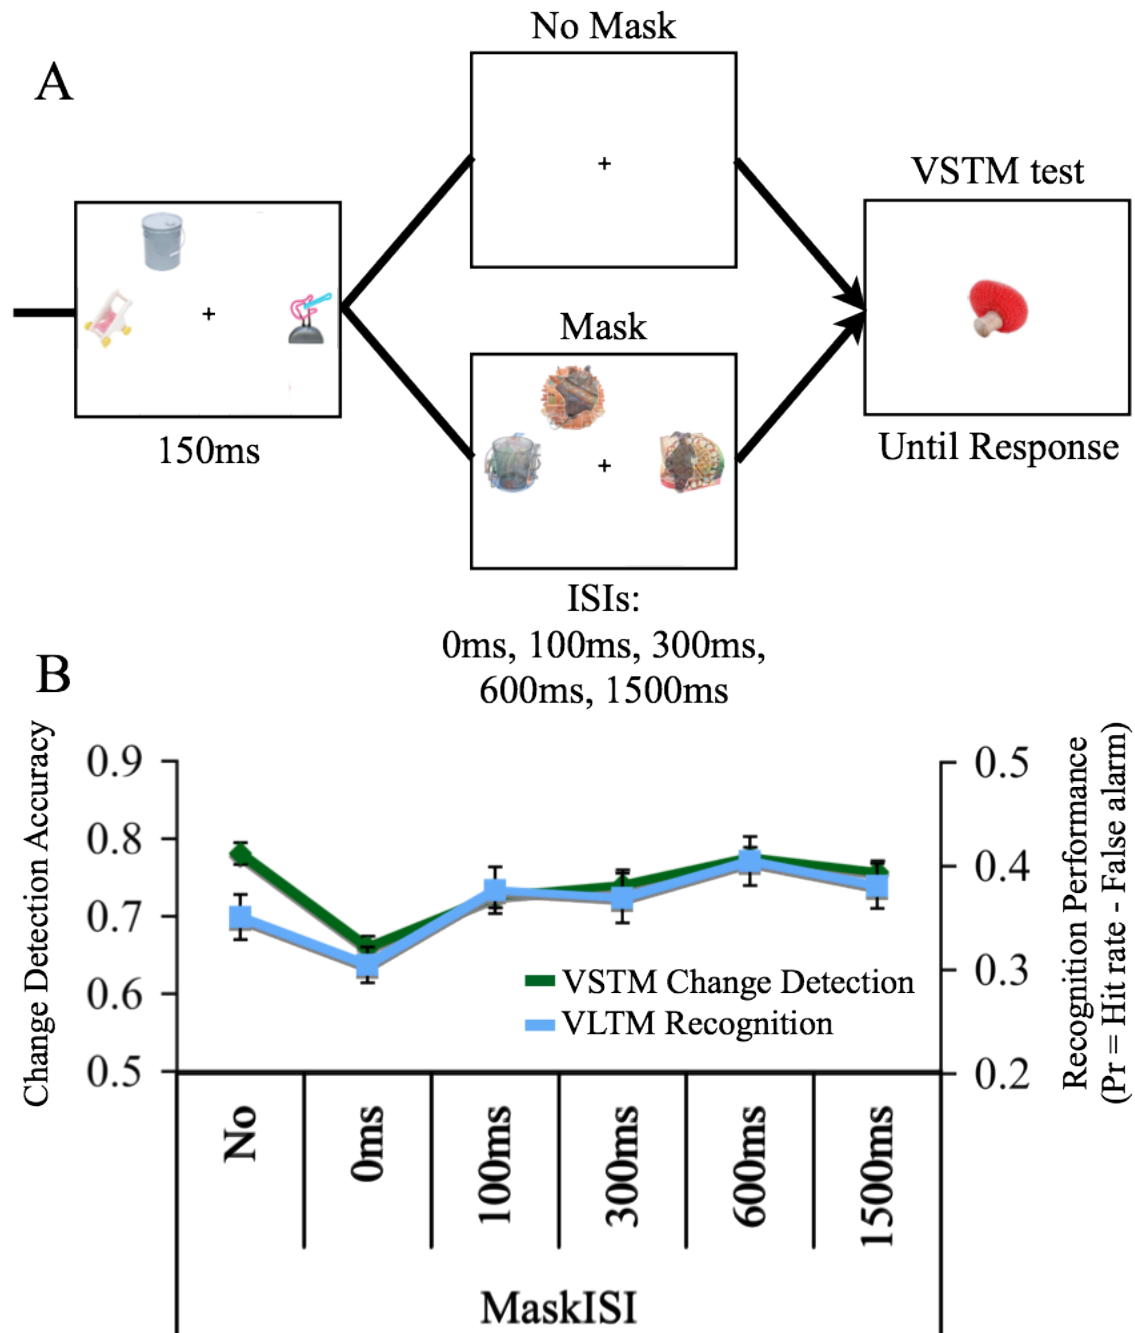 A
No Mask
VSTM test
150ms
Mask
Until Response
ISIs:
0ms, 100ms, 300ms,
600ms, 1500ms
B
Change Detection Accuracy
0.9
0.8
0.7
0.6
0.5
VSTM Change Detection
VLTM Recognition
0.5
0.4
0.3
0.2
Recognition Performance
(Pr = Hit rate - False alarm)
No
0ms
100ms
300ms
600ms
1500ms
MaskISI